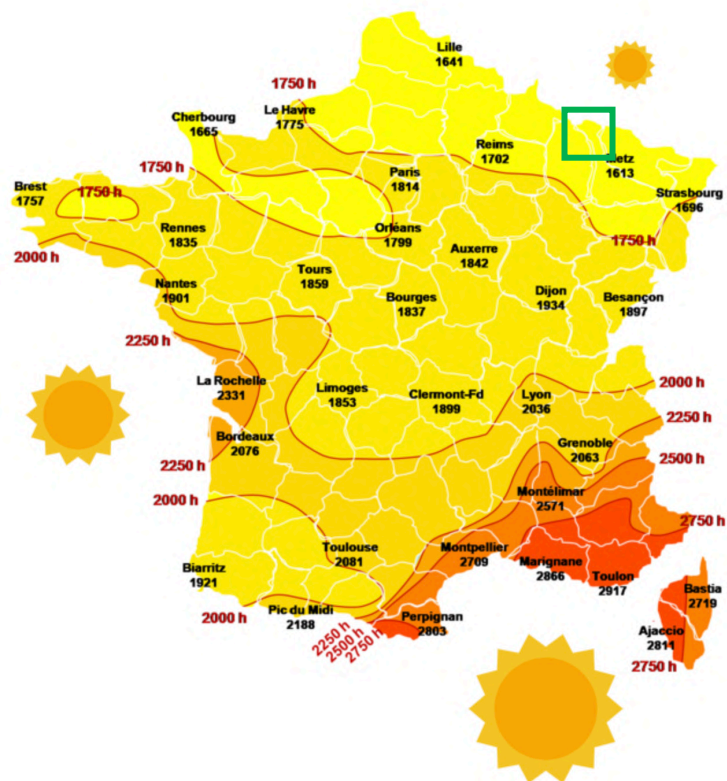 Lille
1641
1750 h
Le Havre
1775
Cherbourg
1665
Reims
1702
Metz
1613
1750 h
Paris
1814
Brest
1757
1750 h
Strasbourg
1696
Rennes
1835
Orléans
1799
1750 h
2000 h
Auxerre
1842
Tours
1859
Nantes
1901
Bourges
1837
Dijon
1934
Besançon
1897
2250 h
La Rochelle
2331
Limoges
1853
Clermont-Fd
1899
Lyon
2036
2000 h
2250 h
Bordeaux
2076
Grenoble
2063
2250 h
2500 h
2000 h
Montélimar
2571
2750 h
Toulouse
2081
Montpellier
2709
Marignane
2866
Toulon
2917
Biarritz
1921
Bastia
2719
2000 h
Pic du Midi
2188
Perpignan
2803
2250 h
2500 h
2750 h
Ajaccio
2811
2750 h